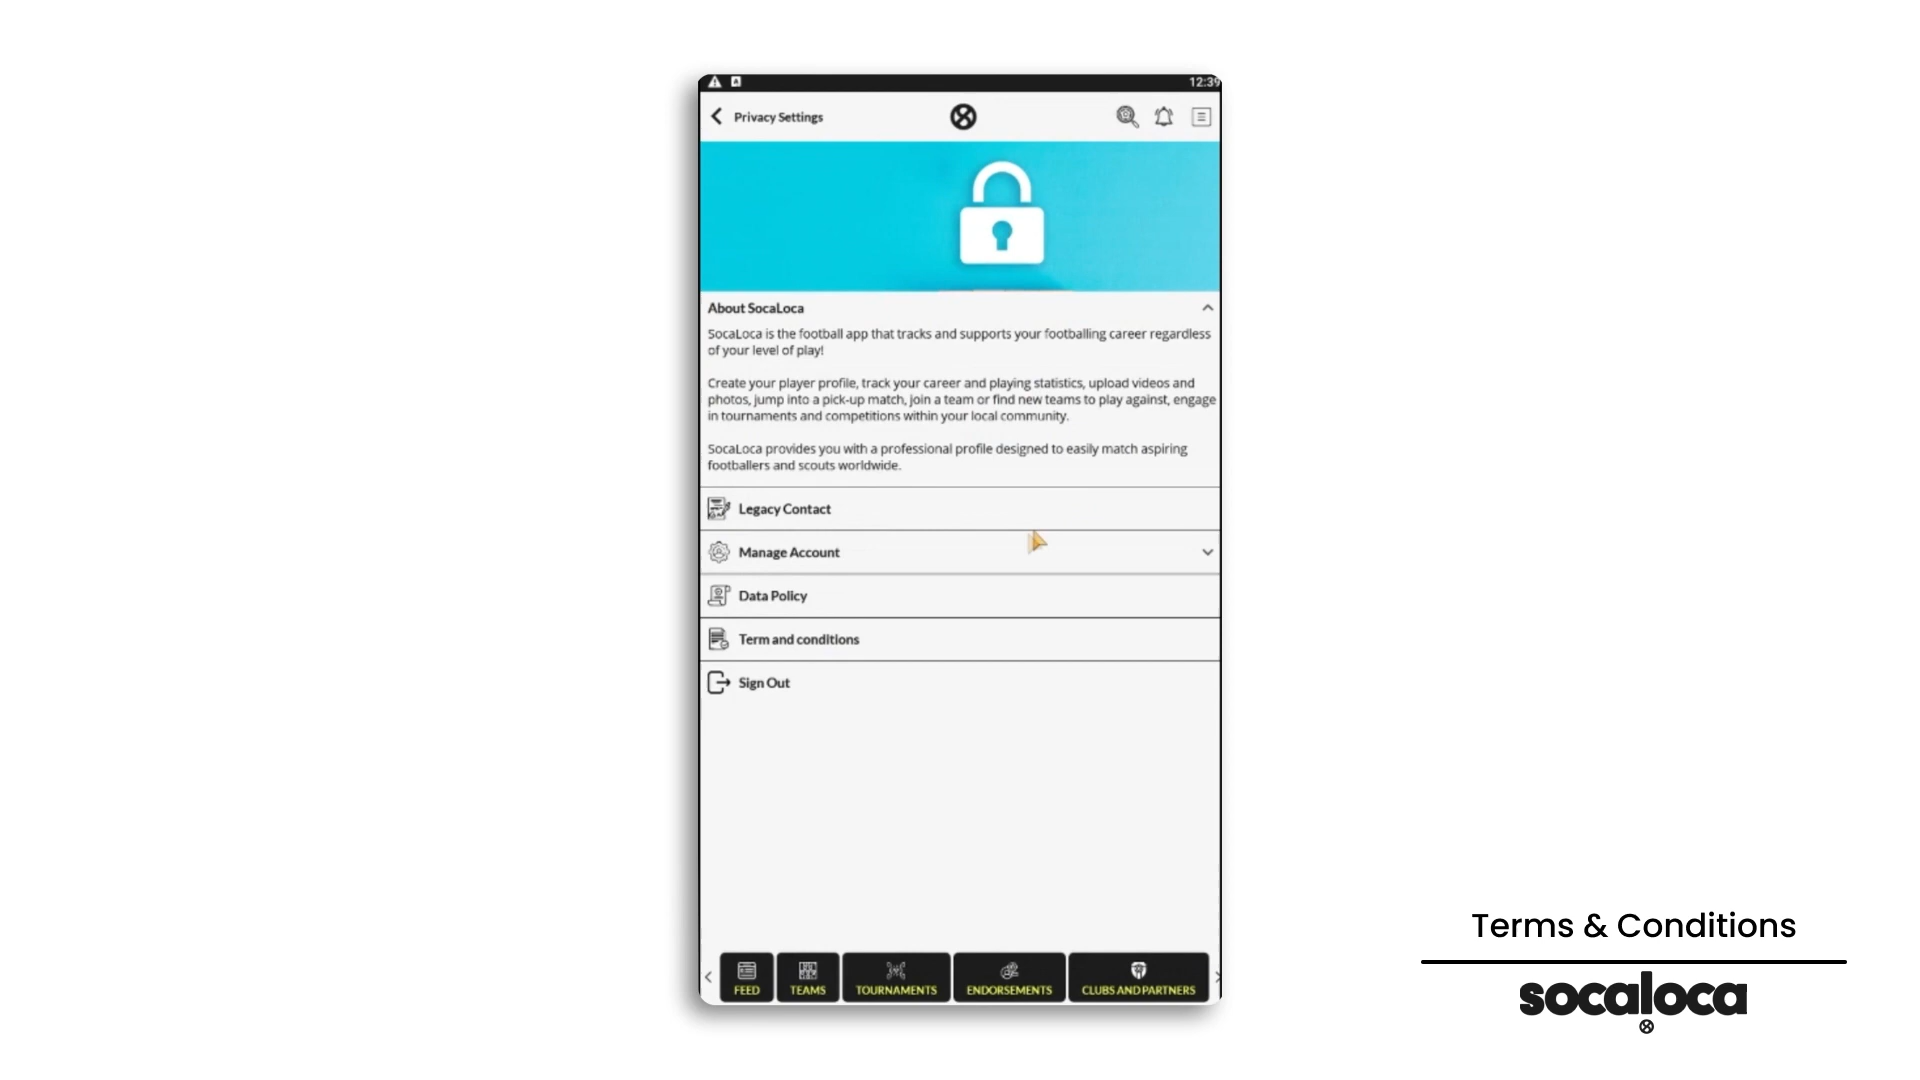 12:39
Privacy Settings
About SocaLoca
SocaLoca is the football app that tracks and supports your footballing career regardless
of your level of play!
Create your player profile, track your career and playing statistics, upload videos and
photos, jump into a pick-up match, join a team or find new teams to play against, engage
in tournaments and competitions within your local community.
SocaLoca provides you with a professional profile designed to easily match aspiring
footballers and scouts worldwide.
Legacy Contact
Manage Account
Data Policy
Term and conditions
Sign Out
FEED
TEAMS
TOURNAMENTS
ENDORSEMENTS
CLUBS AND PARTNERS
Terms & Conditions
socaloca